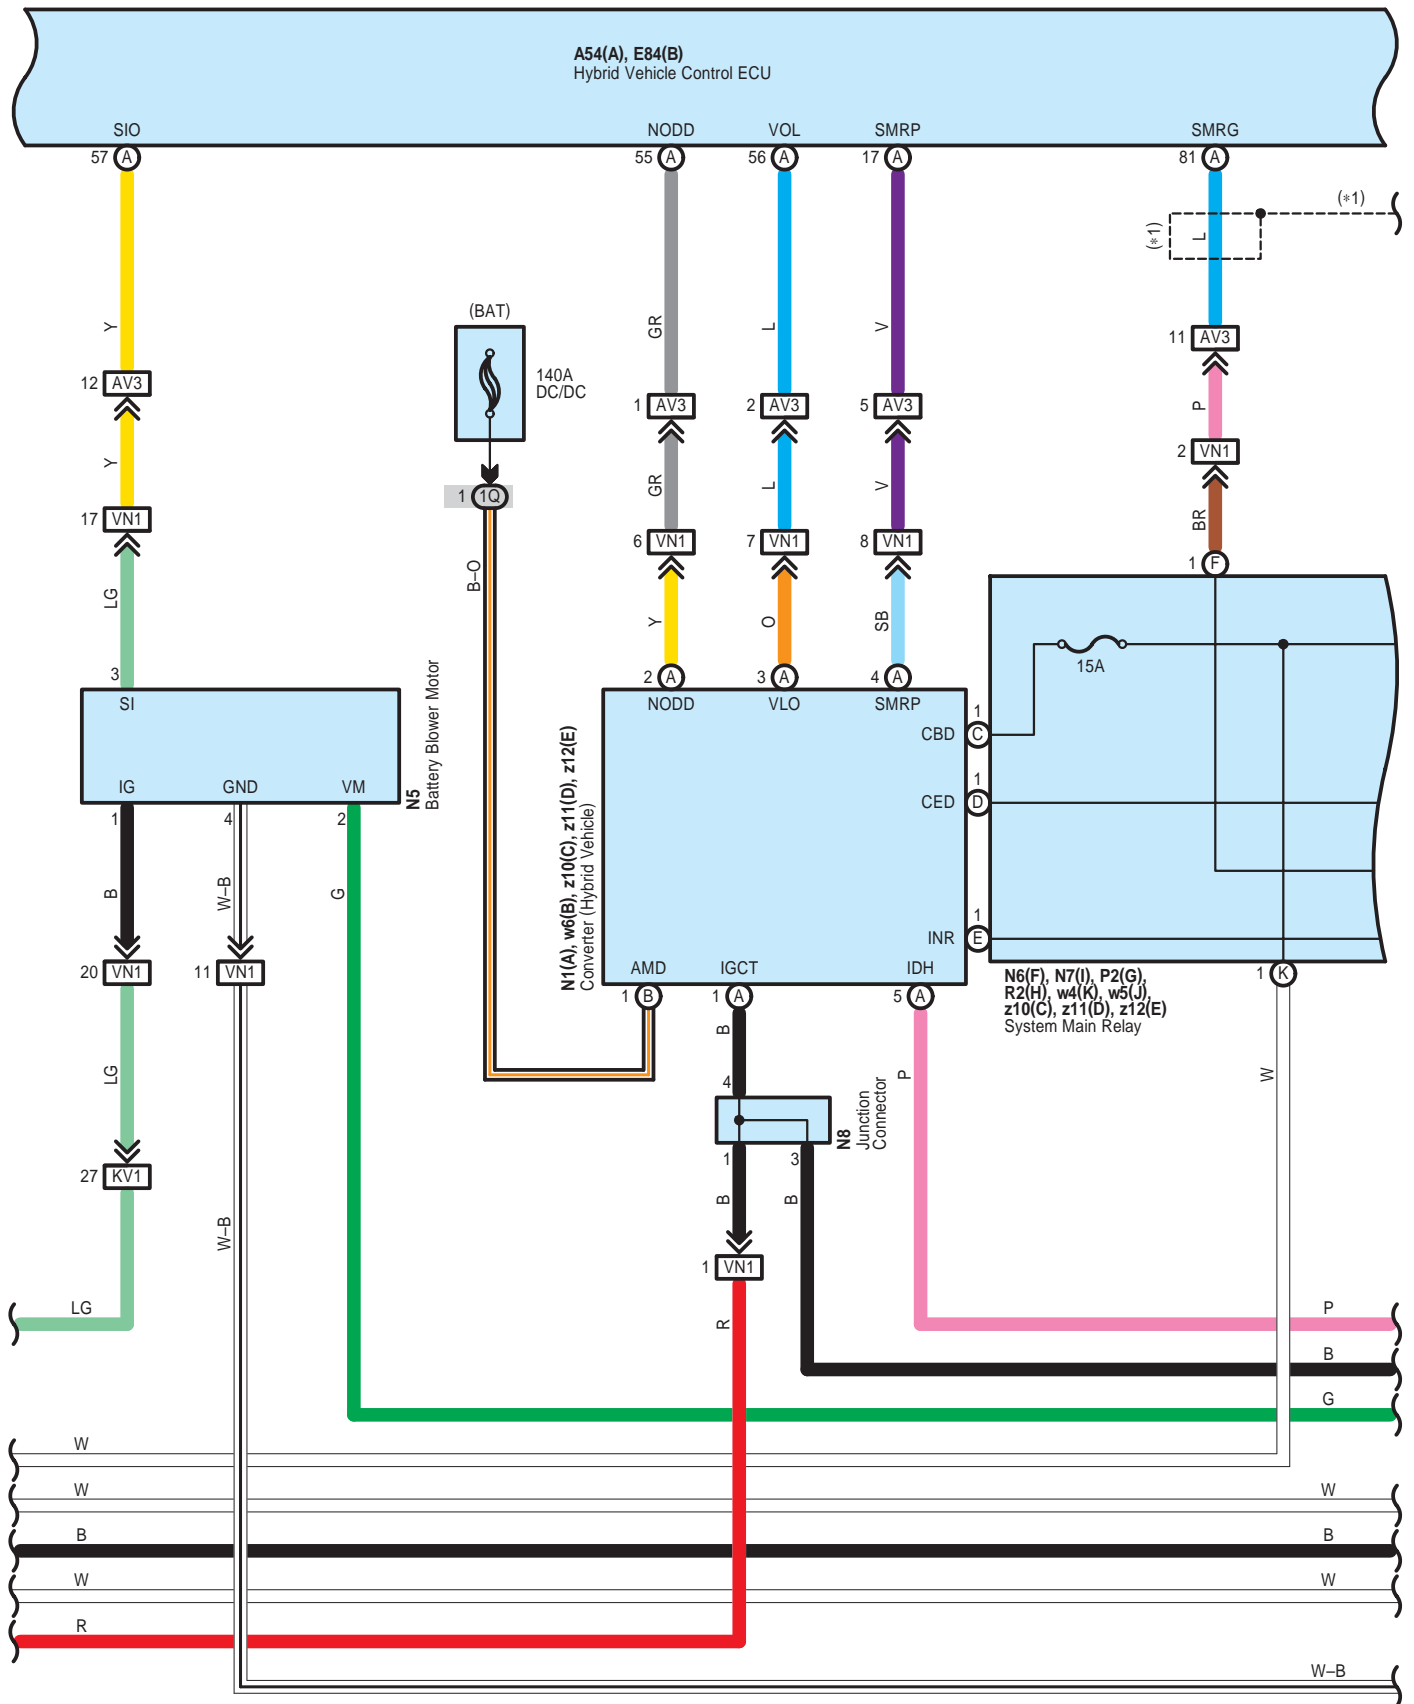 A54(A), E84(B)
Hybrid Vehicle Control ECU
SIO
NODD
VOL
SMRP
SMRG
57 A
55 A
56 A
17 A
81 A
(*1)
(*1)
L
Y
(BAT)
GR
L
V
11 AV3
12 AV3
140A
DC/DC
1 AV3
2 AV3
5 AV3
P
2 VN1
Y
1 1Q
GR
L
V
17 VN1
BR
6 VN1
7 VN1
8 VN1
1 F
B–O
LG
Y
O
SB
15A
3
2 A
3 A
4 A
SI
NODD
VLO
SMRP
1
CBD
C
IG
GND
VM
N5
Battery Blower Motor
1
CED
D
1
4
2
N1(A), w6(B), z10(C), z11(D), z12(E)
Converter (Hybrid Vehicle)
B
W–B
G
1
INR
E
20 VN1
11 VN1
AMD
IGCT
IDH
1 K
N6(F), N7(I), P2(G),
R2(H), w4(K), w5(J),
z10(C), z11(D), z12(E)
System Main Relay
1 B
1 A
5 A
B
LG
P
W
4
N8
Junction
Connector
1
3
27 KV1
B
B
W–B
1 VN1
LG
P
R
B
G
W
W
W
B
B
W
W
R
W–B